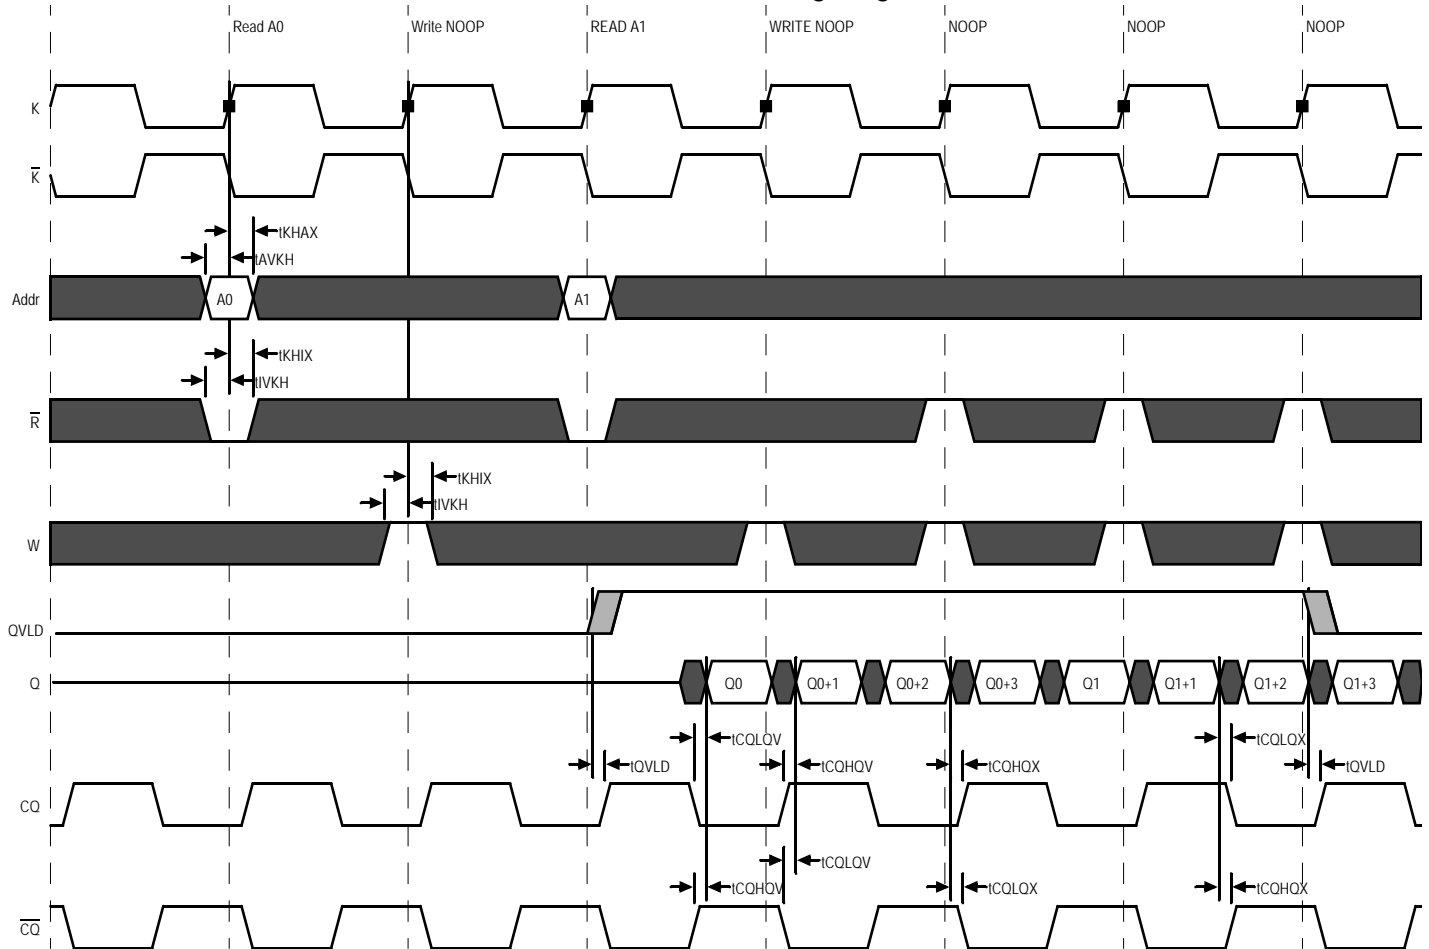 Read A0 Write NOOP READ A1 WRITE NOOP NOOP NOOP NOOP
K
K
tKHAX
tAVKH
Addr A0 A1
tKHIX
tIVKH
R
tKHIX
tIVKH
W
QVLD
Q Q0 Q0+1 Q0+2 Q0+3 Q1 Q1+1 Q1+2 Q1+3
tCQLQV tCQLQX
tQVLD tCQHQV tCQHQX tQVLD
CQ
tCQLQV
tCQHQV tCQLQX tCQHQX
CQ